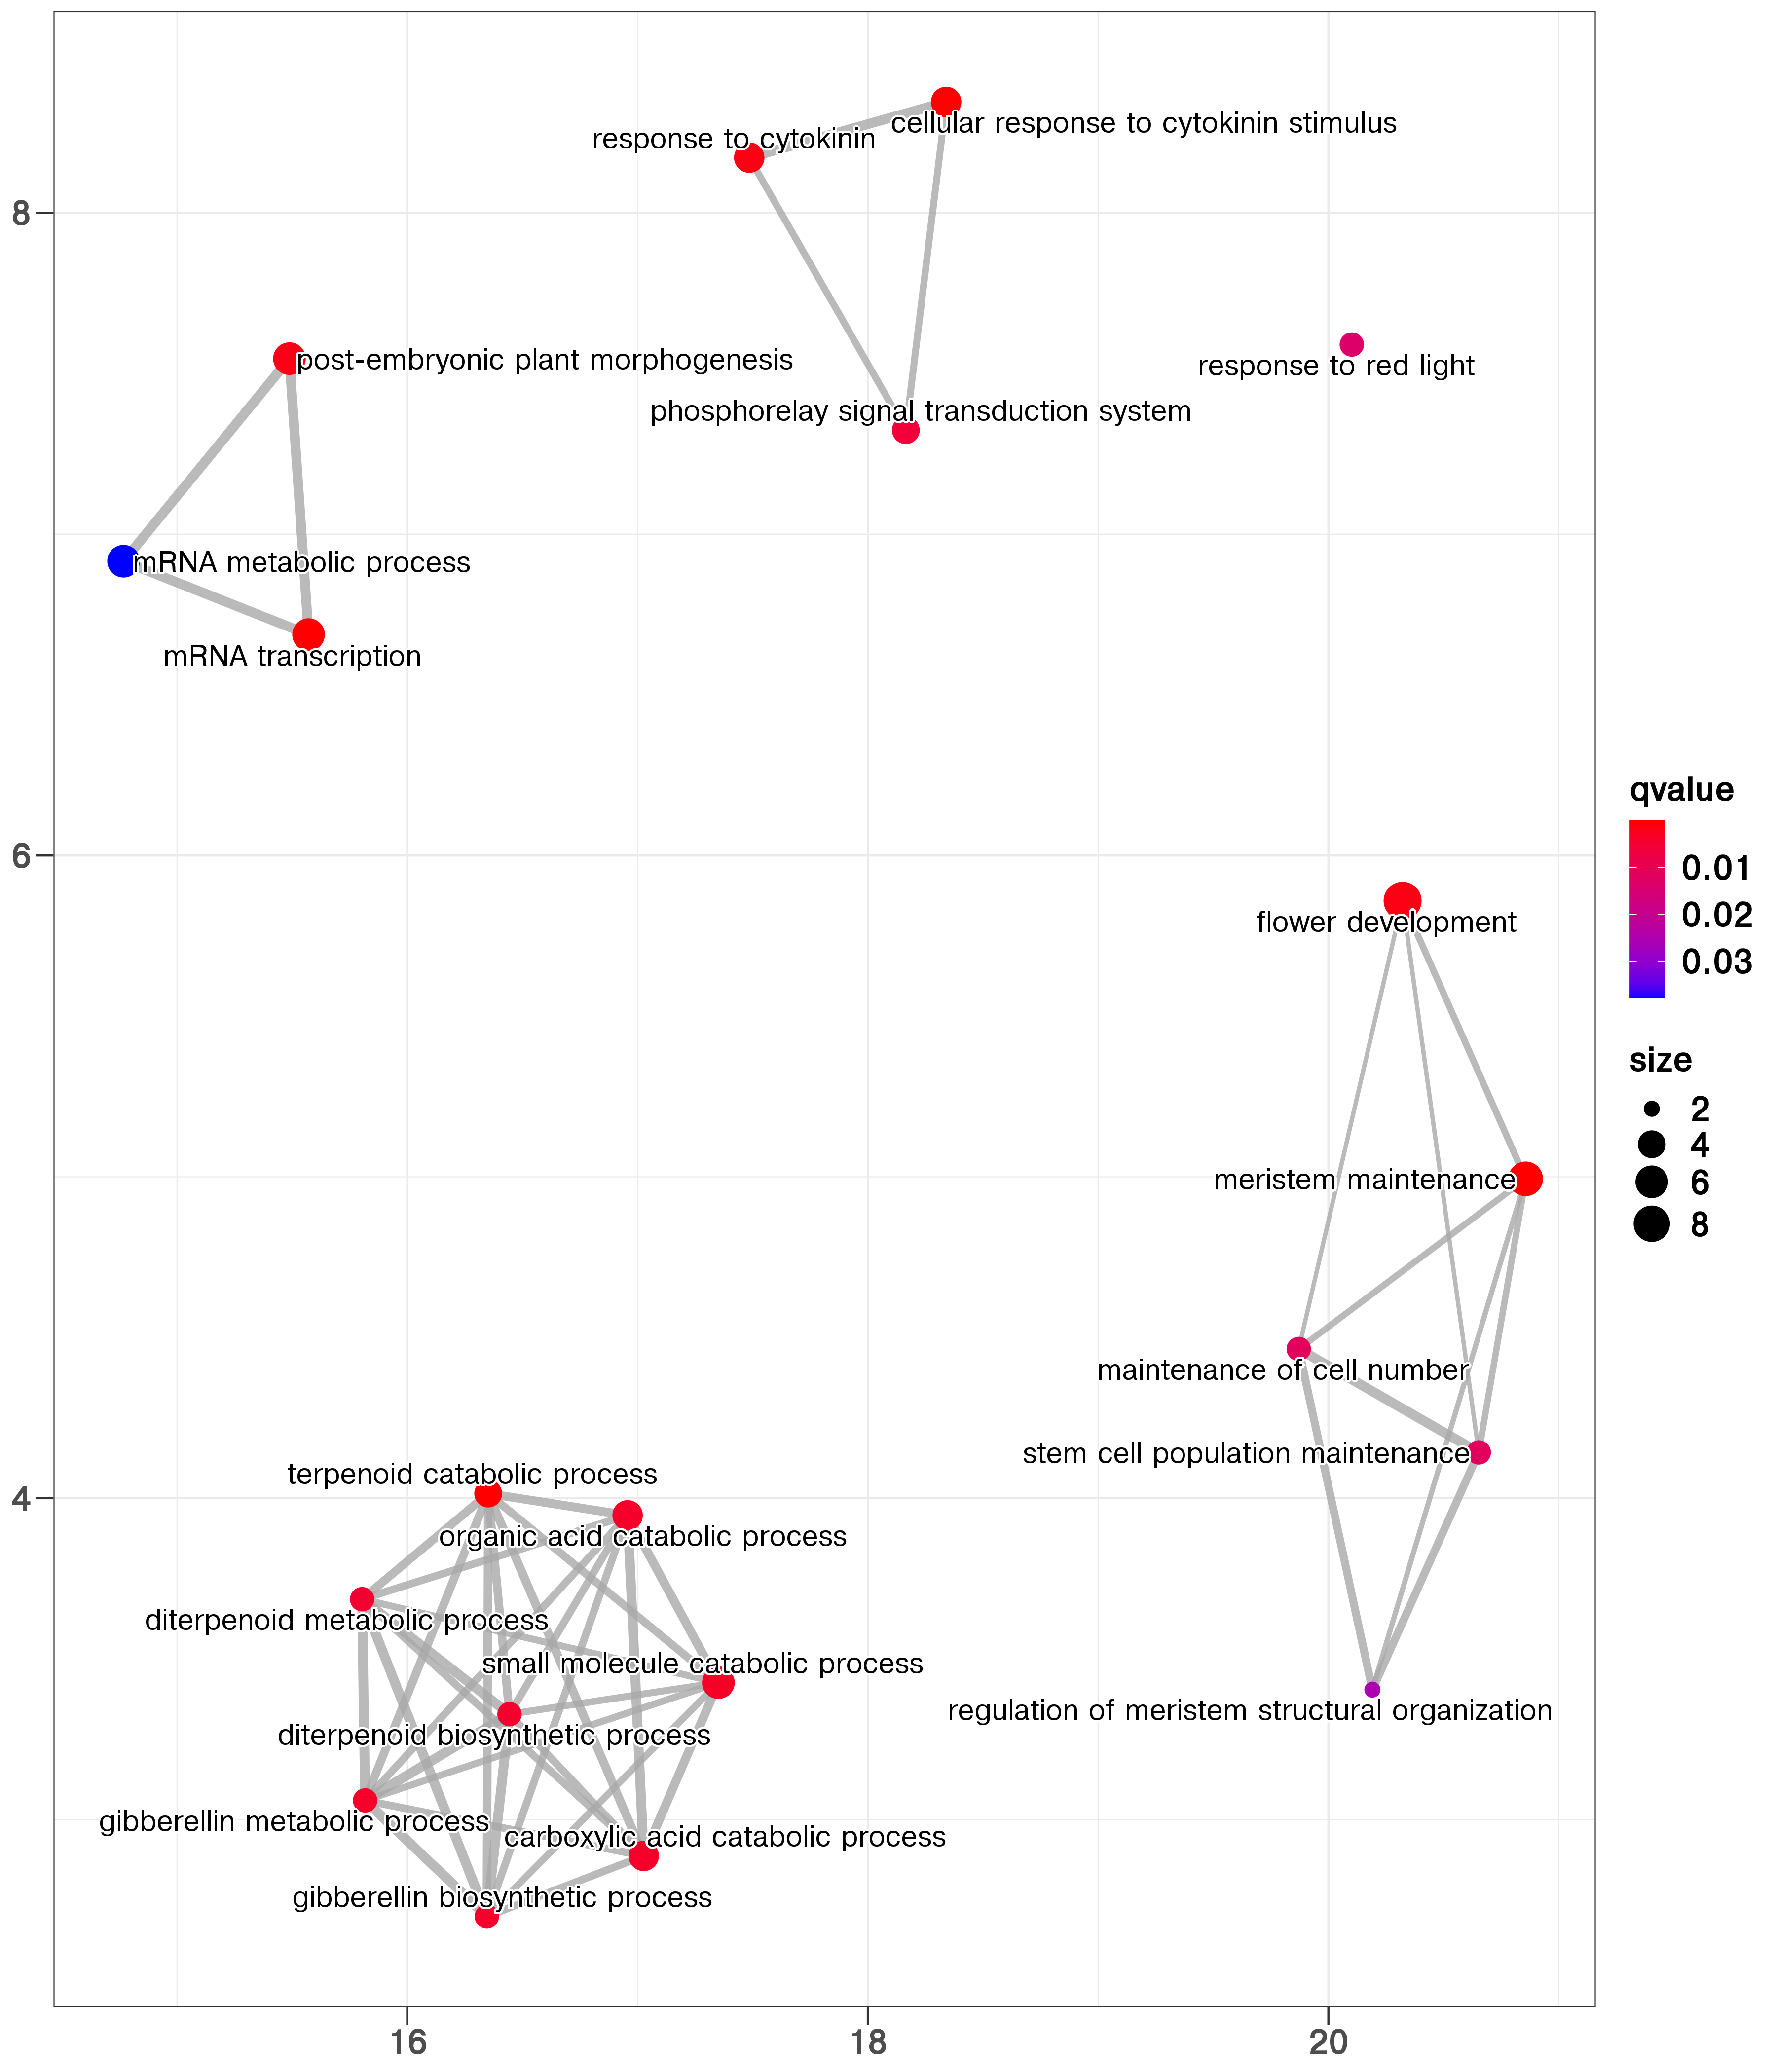 cellular response to cytokinin stimulus
response to cytokinin
8
post-embryonic plant morphogenesis
response to red light
phosphorelay signal transduction system
mRNA metabolic process
mRNA transcription
6
flower development
meristem maintenance
maintenance of cell number
stem cell population maintenance
terpenoid catabolic process
4
organic acid catabolic process
diterpenoid metabolic process
small molecule catabolic process
regulation of meristem structural organization
diterpenoid biosynthetic process
gibberellin metabolic process
carboxylic acid catabolic process
gibberellin biosynthetic process
16
18
20
qvalue
0.01
0.02
0.03
size
2
4
6
8